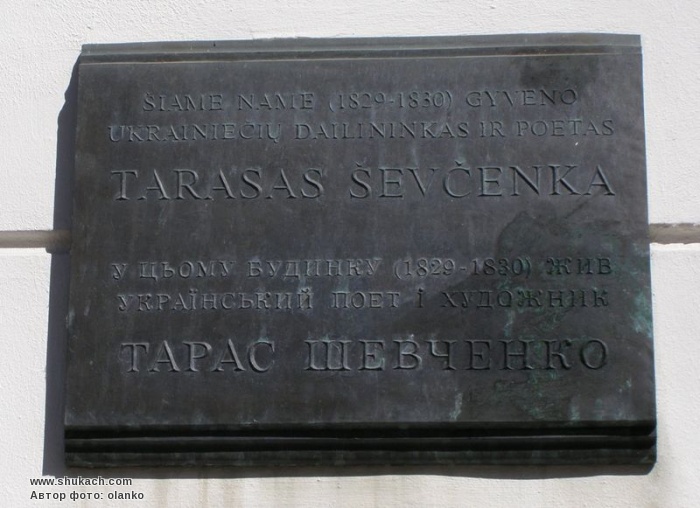 ŠIAME NAME (1829-1830) GYVENO
UKRAINIEČIŲ DAILININKAS IR POETAS
TARASAS ŠEVČENKA
У ЦЬОМУ БУДИНКУ (1829-1830) ЖИВ
УКРАЇНСЬКИЙ ПОЕТ І ХУДОЖНИК
ТАРАС ШЕВЧЕНКО
www.shukach.com
Автор фото: olanko